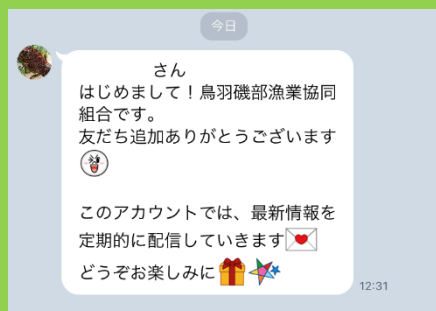 今日
さん
はじめまして！鳥羽磯部漁業協同
組合です。
友だち追加ありがとうございます
このアカウントでは、最新情報を
定期的に配信していきます
どうぞお楽しみに
12:31